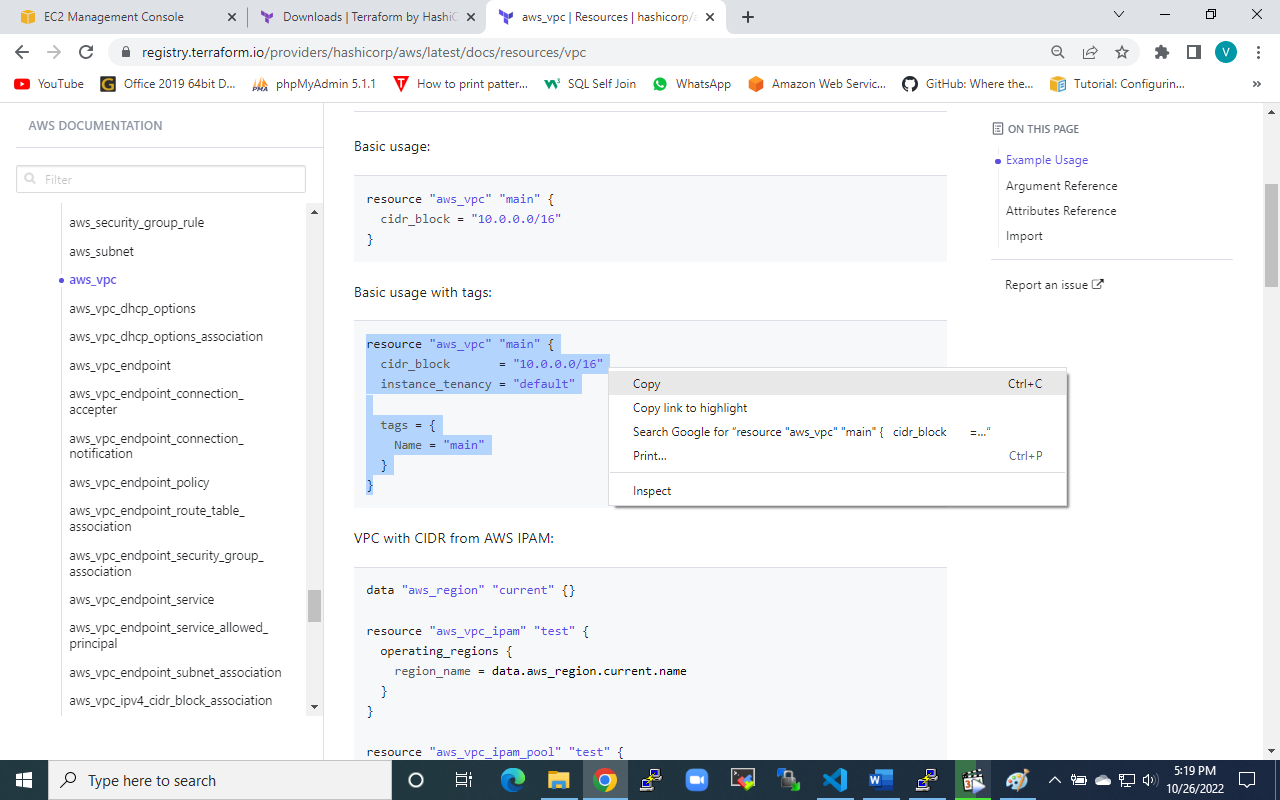 EC2 Management Console
Downloads | Terraform by HashiC
aws_vpc | Resources | hashicorp/a
registry.terraform.io/providers/hashicorp/aws/latest/docs/resources/vpc
V
YouTube
Office 2019 64bit D...
phpMyAdmin 5.1.1
How to print patter...
SQL Self Join
WhatsApp
Amazon Web Servic...
GitHub: Where the...
Tutorial: Configurin...
»
AWS DOCUMENTATION
Filter
aws_security_group_rule
aws_subnet
aws_vpc
aws_vpc_dhcp_options
aws_vpc_dhcp_options_association
aws_vpc_endpoint
aws_vpc_endpoint_connection_
accepter
aws_vpc_endpoint_connection_
notification
aws_vpc_endpoint_policy
aws_vpc_endpoint_route_table_
association
aws_vpc_endpoint_security_group_
association
aws_vpc_endpoint_service
aws_vpc_endpoint_service_allowed_
principal
aws_vpc_endpoint_subnet_association
aws_vpc_ipv4_cidr_block_association
Basic usage:
resource "aws_vpc" "main" {
  cidr_block = "10.0.0.0/16"
}
Basic usage with tags:
resource "aws_vpc" "main" {
  cidr_block       = "10.0.0.0/16"
  instance_tenancy = "default"
  tags = {
    Name = "main"
  }
}
VPC with CIDR from AWS IPAM:
data "aws_region" "current" {}
resource "aws_vpc_ipam" "test" {
  operating_regions {
    region_name = data.aws_region.current.name
  }
}
resource "aws_vpc_ipam_pool" "test" {
Copy Ctrl+C
Copy link to highlight
Search Google for “resource "aws_vpc" "main" {   cidr_block       =...”
Print... Ctrl+P
Inspect
ON THIS PAGE
Example Usage
Argument Reference
Attributes Reference
Import
Report an issue
Type here to search
5:19 PM
10/26/2022